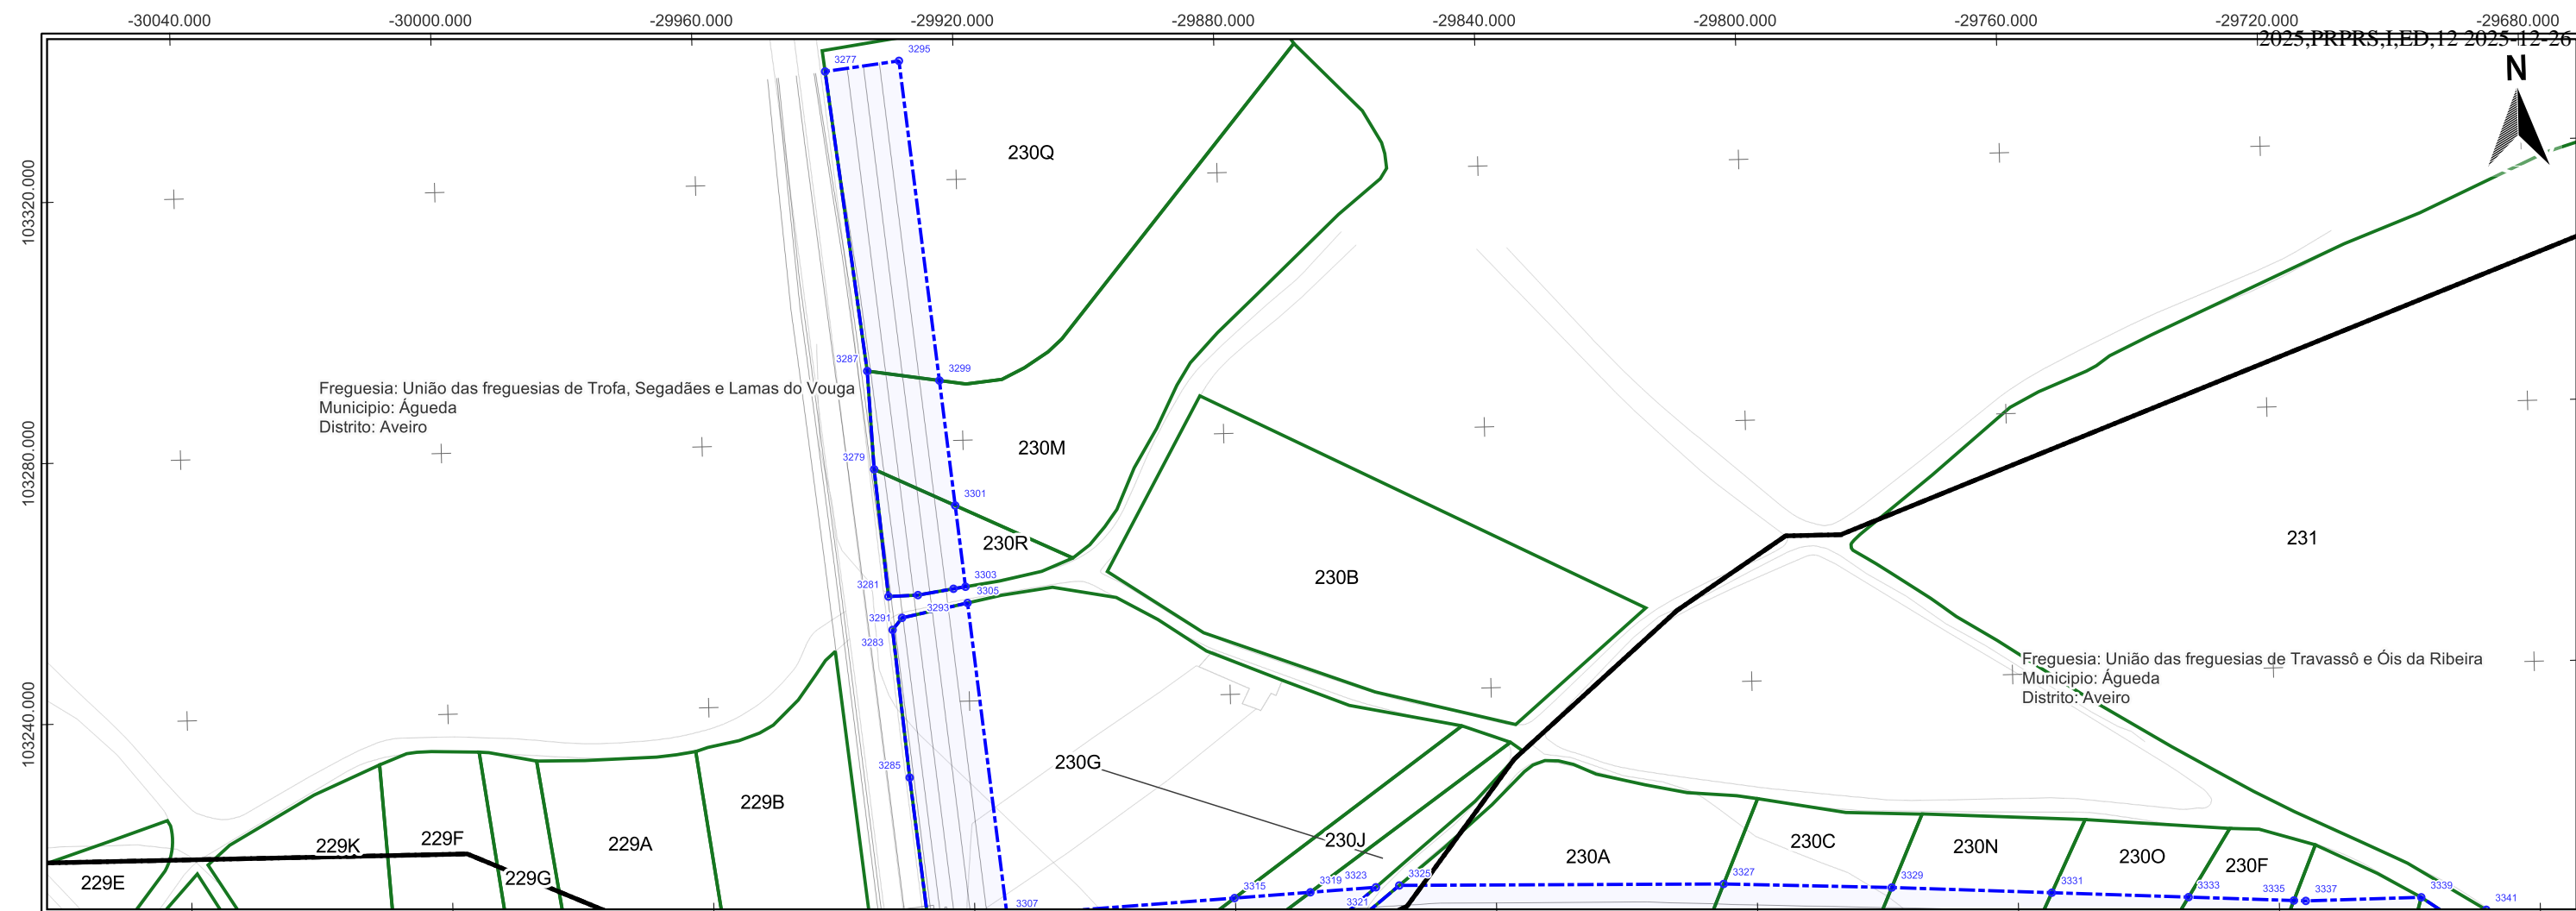 -30040.000 -30000.000 -29960.000 -29920.000 -29880.000 -29840.000 -29800.000 -29760.000 -29720.000 -29680.000
2025,PRPRS,I,ED,12 2025-12-26
N
3295
3277
230Q
103320.000
3287
3299
Freguesia: União das freguesias de Trofa, Segadães e Lamas do Vouga
Municipio: Águeda
Distrito: Aveiro
230M
3279
103280.000
3301
230R
231
3303
230B
3281
3305
3293
3291
3283
Freguesia: União das freguesias de Travassô e Óis da Ribeira
Municipio: Águeda
Distrito: Aveiro
103240.000
230G
3285
229B
229K 229F 229A
230J 230A 230C 230N 230O 230F
229E 229G
3315 3319 3323 3325 3327 3329 3331 3333 3335 3337 3339 3341
3307 3321